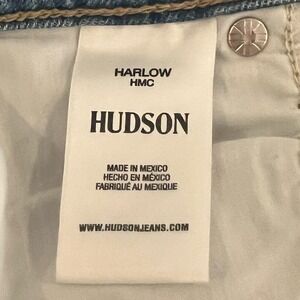 HARLOW
HMC
HUDSON
MADE IN MEXICO
HECHO EN MÉXICO
FABRIQUÉ AU MEXIQUE
WWW.HUDSONJEANS.COM